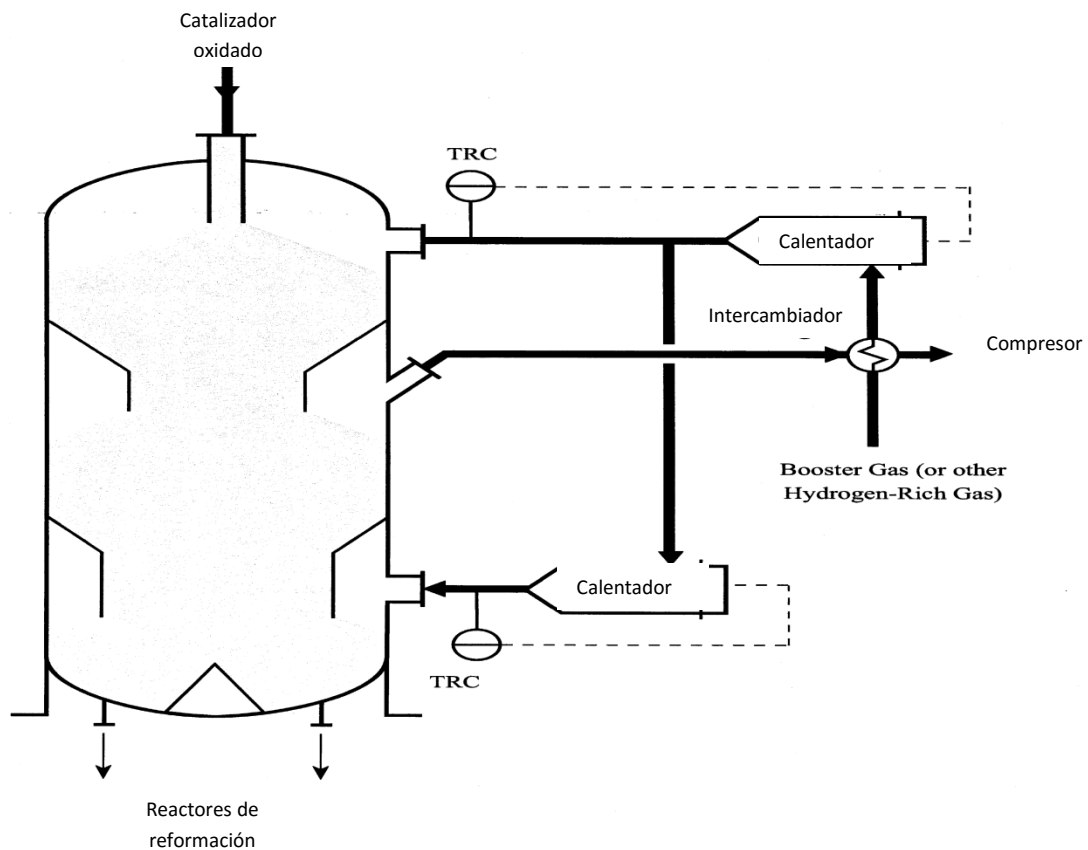 Catalizador
oxidado
TRC
Calentador
Intercambiador
Compresor
Booster Gas (or other
Hydrogen-Rich Gas)
Calentador
TRC
Reactores de
reformación